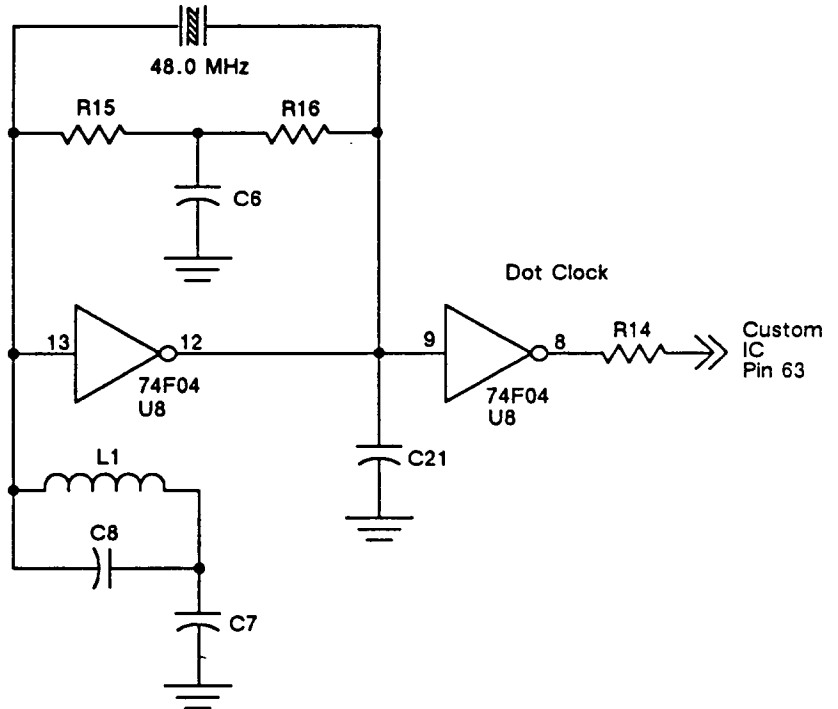 48.0 MHz
R15
R16
C6
Dot Clock
13
12
9
8
R14
Custom
IC
Pin 63
74F04
U8
74F04
U8
L1
C21
C8
C7